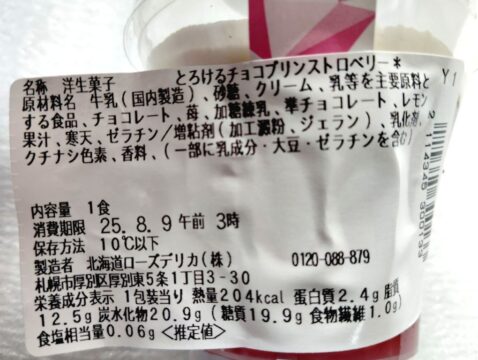 名称 洋生菓子 とろけるチョコプリンストロベリー*
原材料名 牛乳(国内製造)、砂糖、クリーム、乳等を主要原料と
する食品、チョコレート、苺、加糖練乳、準チョコレート、レモン
果汁、寒天、ゼラチン/増粘剤(加工澱粉、ジェラン)、乳化剤、
クチナシ色素、香料、(一部に乳成分・大豆・ゼラチンを含む)
Y1
内容量 1食
消費期限 25.8.9 午前 3時
保存方法 10℃以下
製造者 北海道ローズデリカ(株) 0120-088-879
札幌市厚別区厚別東5条1丁目3-30
栄養成分表示 1包装当り 熱量204kcal 蛋白質2.4g 脂質
12.5g 炭水化物20.9g (糖質19.9g 食物繊維1.0g)
食塩相当量0.06g <推定値>